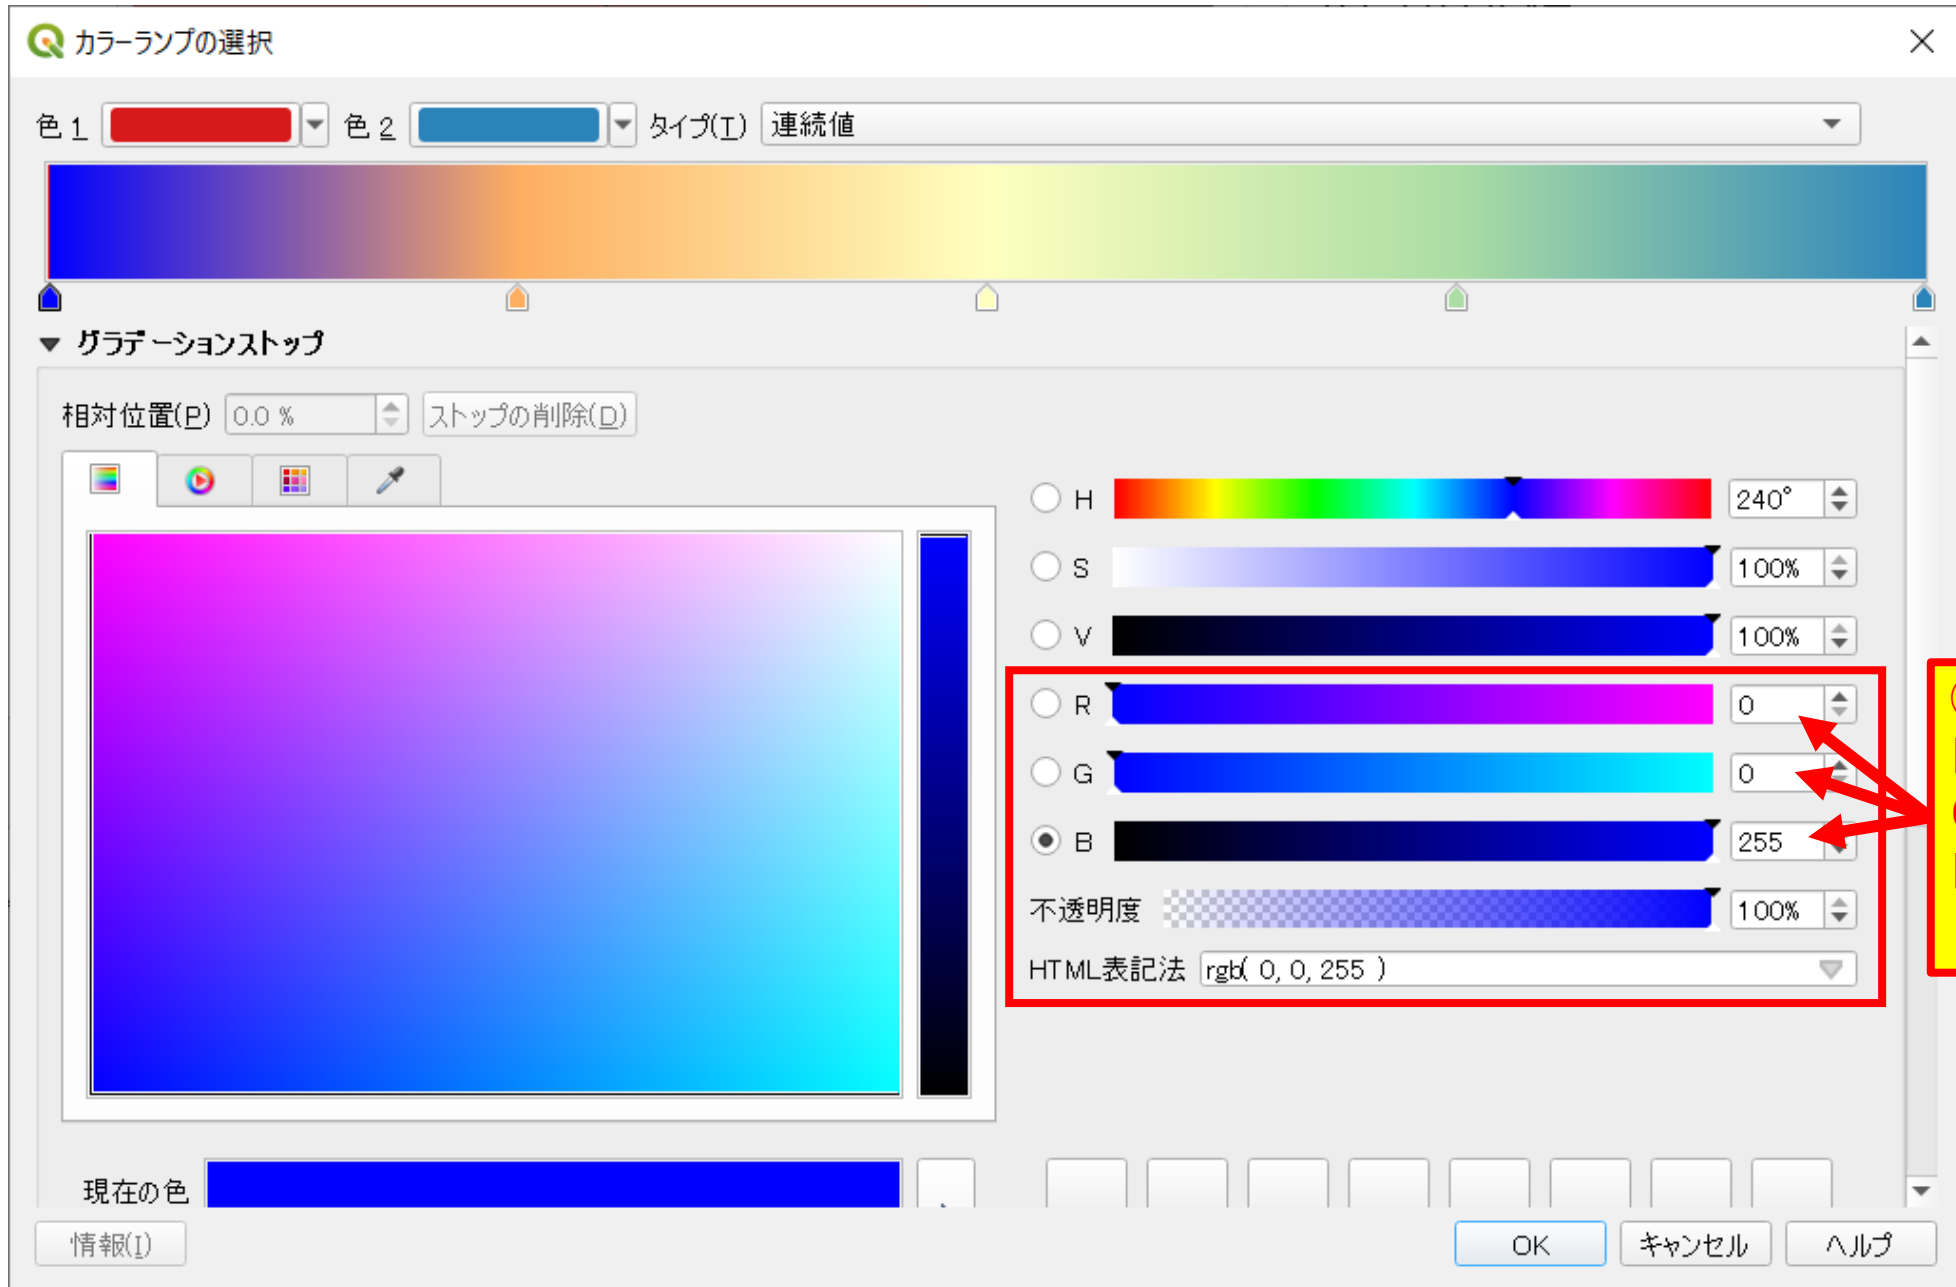 カラーランプの選択
色 1 色 2 タイプ(T) 連続値
グラデーションストップ
相対位置(P) 0.0 % ストップの削除(D)
H 240°
S 100%
V 100%
R 0
G 0
B 255
不透明度 100%
HTML表記法 rgb( 0, 0, 255 )
現在の色
情報(I) OK キャンセル ヘルプ